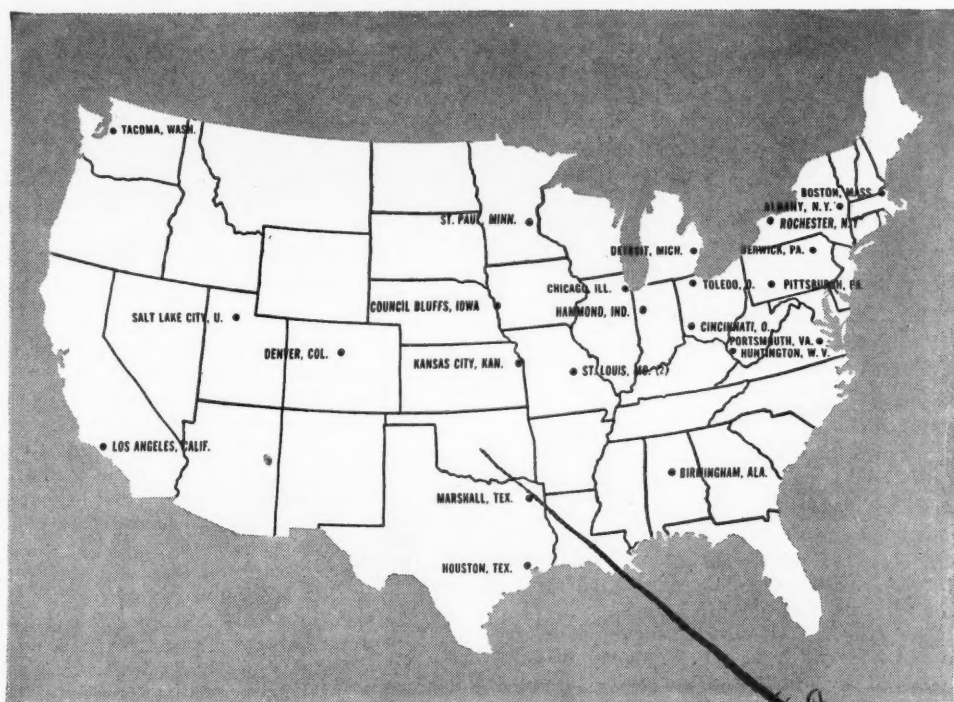 TACOMA, WASH.
BOSTON, MASS.
ALBANY, N.Y.
ROCHESTER, N.Y
ST. PAUL, MINN.
DETROIT, MICH.
BERWICK, PA.
CHICAGO, ILL.
TOLEDO, O.
PITTSBURGH, PA.
COUNCIL BLUFFS, IOWA
HAMMOND, IND.
SALT LAKE CITY, U.
CINCINNATI, O.
PORTSMOUTH, VA.
HUNTINGTON, W. V.
DENVER, COL.
KANSAS CITY, KAN.
ST. LOUIS, MO. (2)
LOS ANGELES, CALIF.
BIRMINGHAM, ALA.
MARSHALL, TEX.
HOUSTON, TEX.